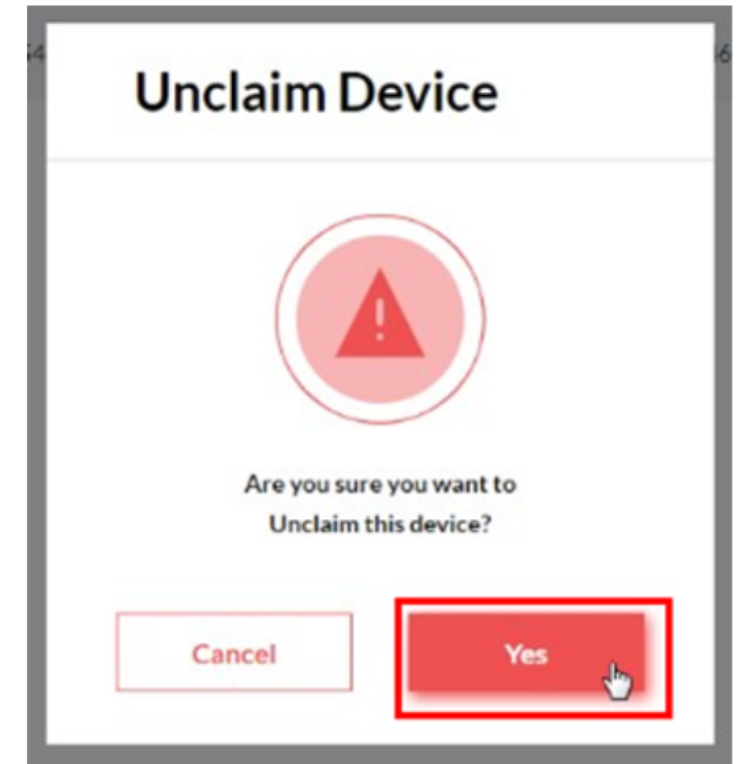 Unclaim Device
Are you sure you want to
Unclaim this device?
Cancel
Yes